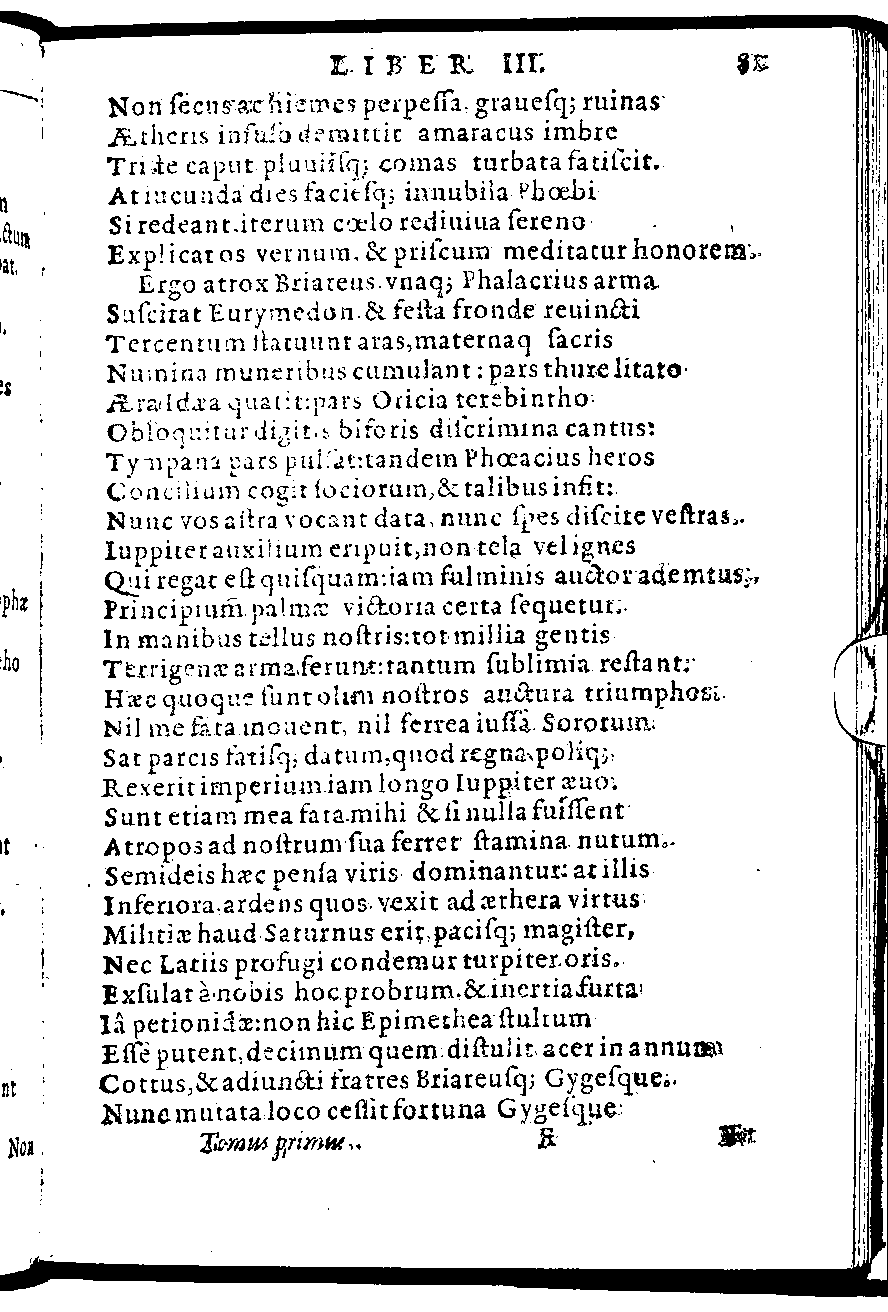 LIBER III.
Non secus ac hiemes perpessa, grauesq; ruinas
Ætheris infuso demittit amaracus imbre
Triste caput pluuiisq; comas turbata fatiscit.
At iucunda dies faciesq; innubila Phœbi
Si redeant, iterum cœlo rediuiua sereno
Explicat os vernum, & priscum meditatur honorem.
Ergo atrox Briareus, vnaq; Phalacrius arma
Suscitat Eurymedon, & festa fronde reuincti
Tercentum statuunt aras, maternaq sacris
Numina muneribus cumulant: pars thure litato
Æra Idæa quatit: pars Oricia terebintho
Obloquitur digitis biforis discrimina cantus:
Tympana pars pulsat: tandem Phœacius heros
Concilium cogit sociorum, & talibus infit:
Nunc vos astra vocant data, nunc spes discite vestras.
Iuppiter auxilium eripuit, non tela vel ignes
Qui regat est quisquam: iam fulminis auctor ademtus,
Principium̃ palmæ victoria certa sequetur.
In manibus tellus nostris: tot millia gentis
Terrigenæ arma ferunt: tantum sublimia restant:
Hæc quoque sunt olim nostros auctura triumphos.
Nil me fata mouent, nil ferrea iussa Sororum.
Sat parcis fatisq; datum, quod regna poliq;
Rexerit imperium iam longo Iuppiter æuo.
Sunt etiam mea fata mihi & si nulla fuissent
Atropos ad nostrum sua ferret stamina nutum.
Semideis hæc pensa viris dominantur: at illis
Inferiora, ardens quos vexit ad æthera virtus
Militiæ haud Saturnus erit, pacisq; magister,
Nec Latiis profugi condemur turpiter oris.
Exsulat à nobis hoc probrum, & inertia furta
Iâpetionidæ: non hic Epimethea stultum
Esse putent, decimum quem distulit acer in annum
Cottus, & adiuncti fratres Briareusq; Gygesque.
Nunc mutata loco cessit fortuna Gygesque
Tomus primus.
Non